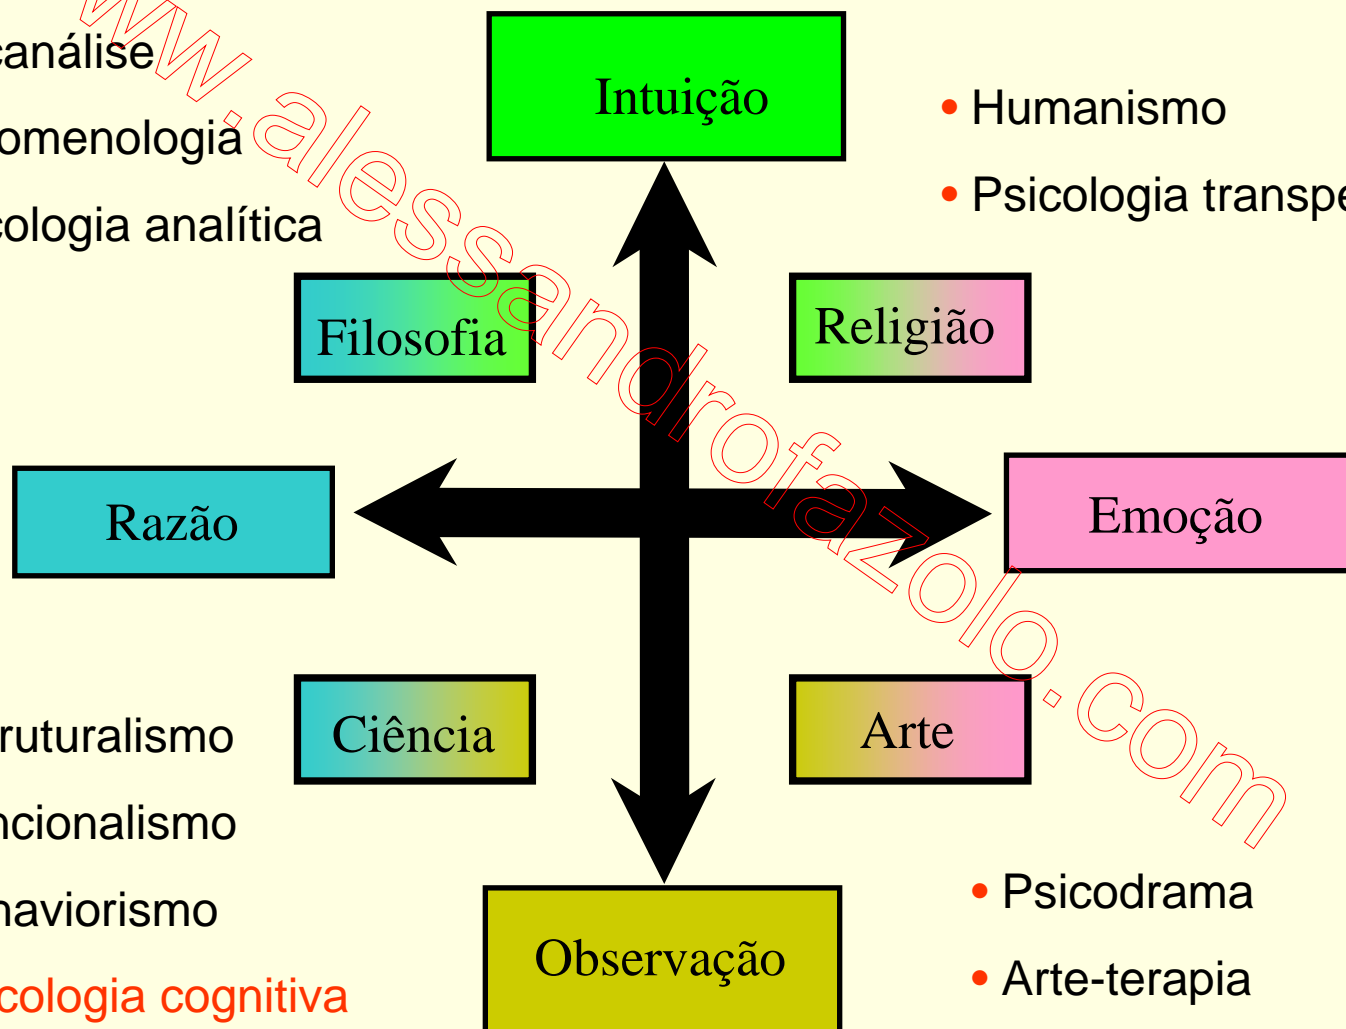 canálise
Intuição
• Humanismo
omenologia
• Psicologia transpe
cologia analítica
Filosofia
Religião
Razão
Emoção
Ciência
Arte
ruturalismo
ncionalismo
naviorismo
• Psicodrama
Observação
cologia cognitiva
• Arte-terapia
ww.alessandrofazolo.com